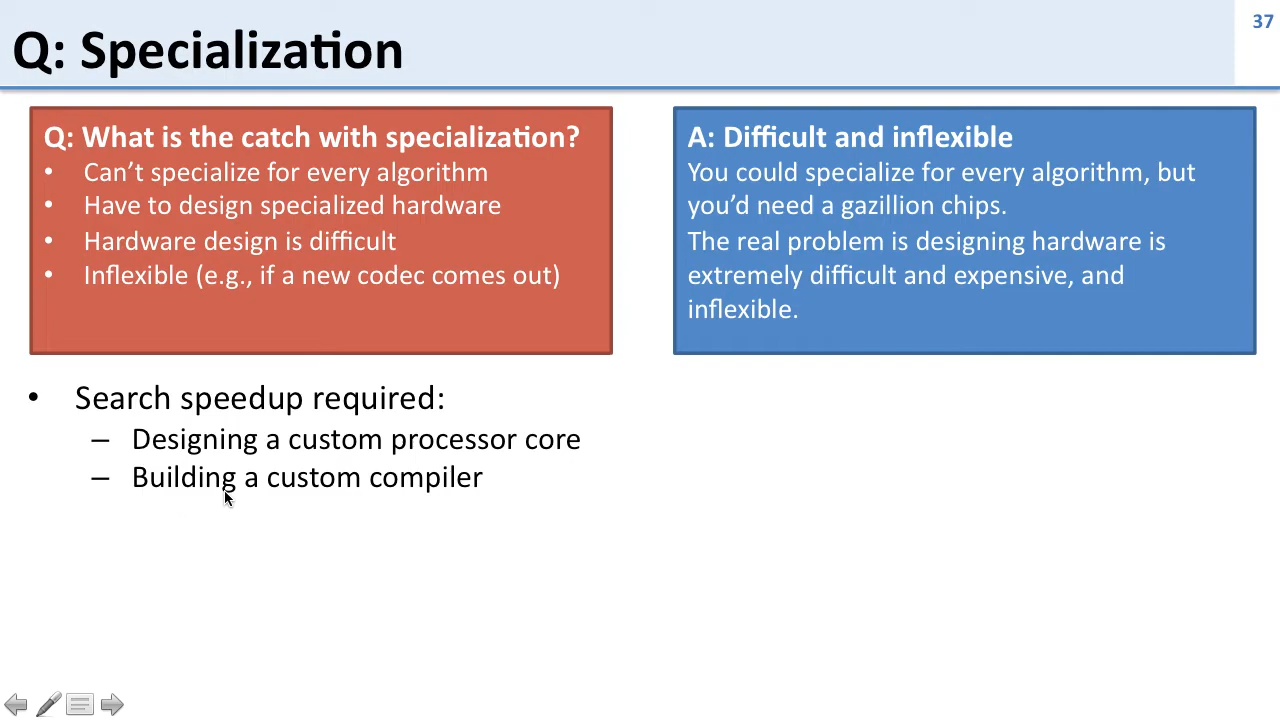 Q: Specialization
37
Q: What is the catch with specialization?
• Can't specialize for every algorithm
• Have to design specialized hardware
• Hardware design is difficult
• Inflexible (e.g., if a new codec comes out)
A: Difficult and inflexible
You could specialize for every algorithm, but
you'd need a gazillion chips.
The real problem is designing hardware is
extremely difficult and expensive, and
inflexible.
• Search speedup required:
– Designing a custom processor core
– Building a custom compiler